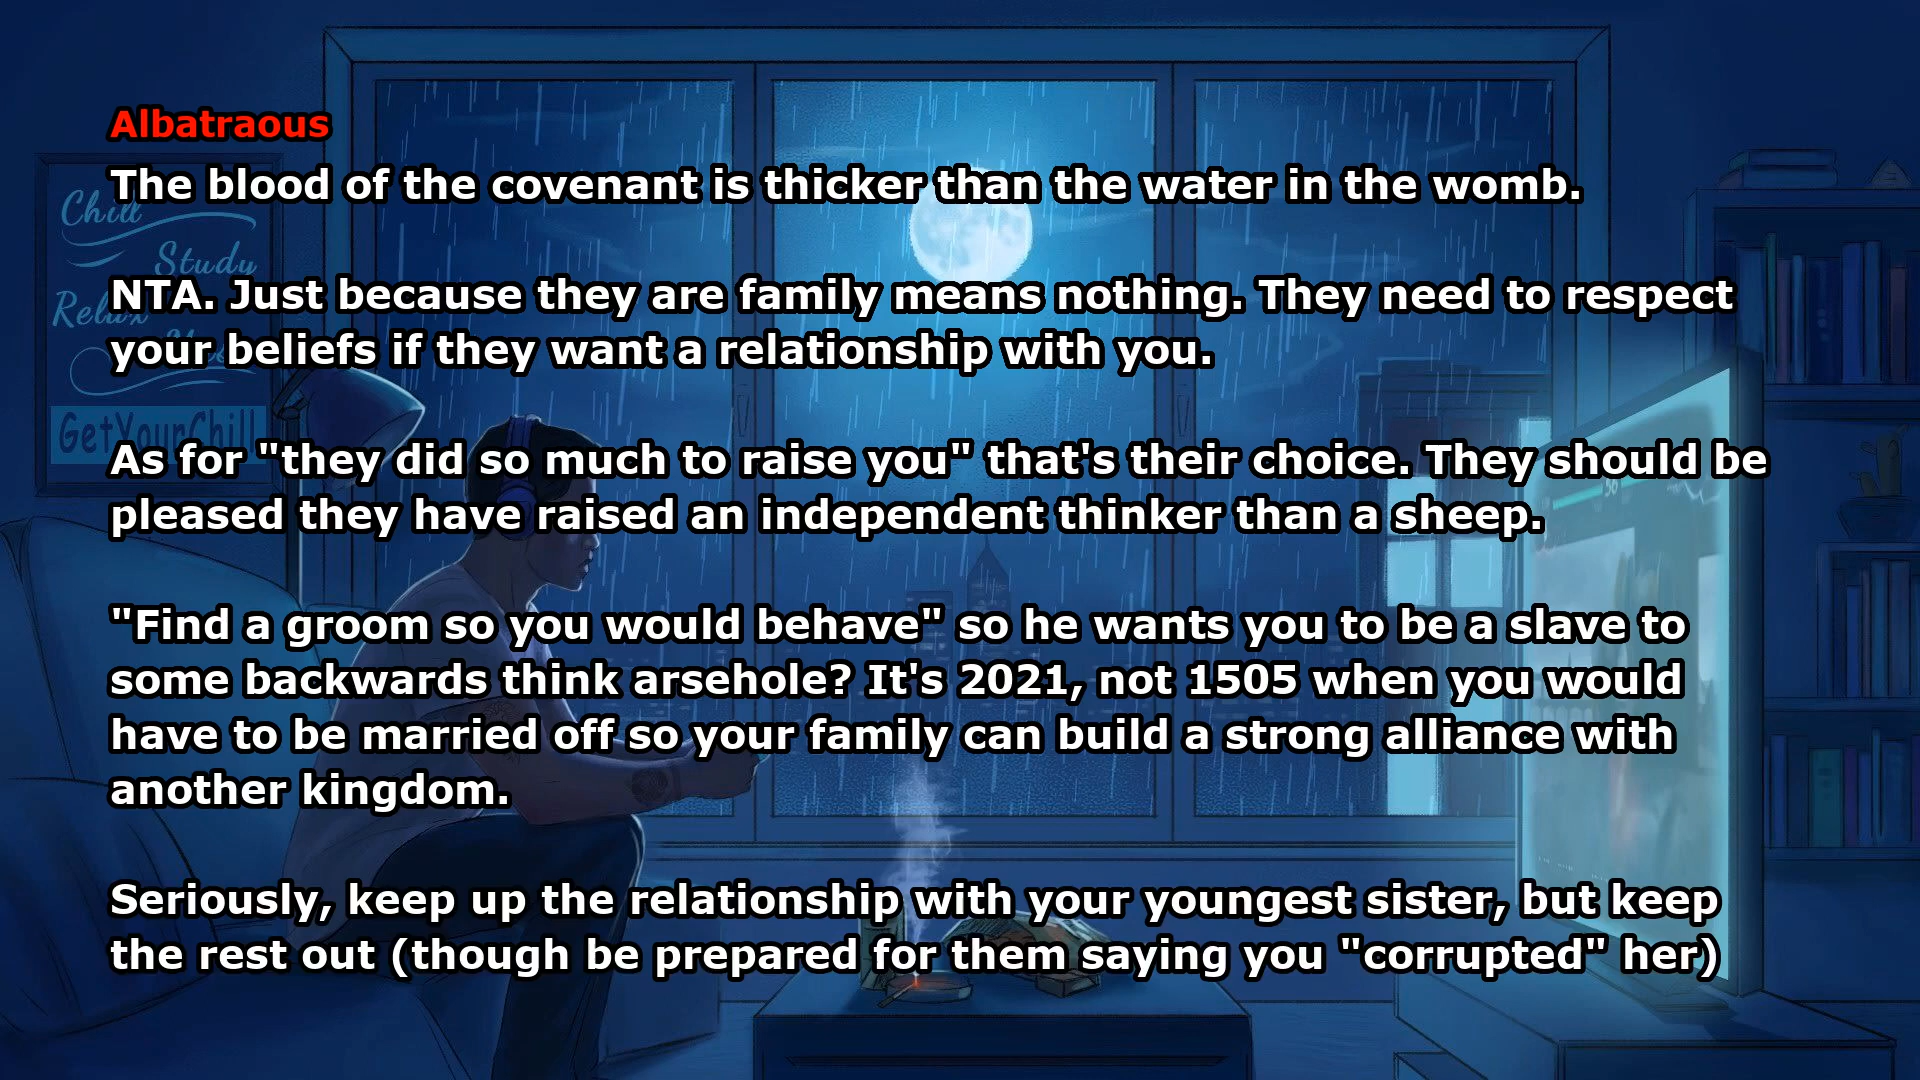 Albatraous
The blood of the covenant is thicker than the water in the womb.
NTA. Just because they are family means nothing. They need to respect
your beliefs if they want a relationship with you.
As for "they did so much to raise you" that's their choice. They should be
pleased they have raised an independent thinker than a sheep.
"Find a groom so you would behave" so he wants you to be a slave to
some backwards think arsehole? It's 2021, not 1505 when you would
have to be married off so your family can build a strong alliance with
another kingdom.
Seriously, keep up the relationship with your youngest sister, but keep
the rest out (though be prepared for them saying you "corrupted" her)
Chill
Study
Relax
GetYourChill